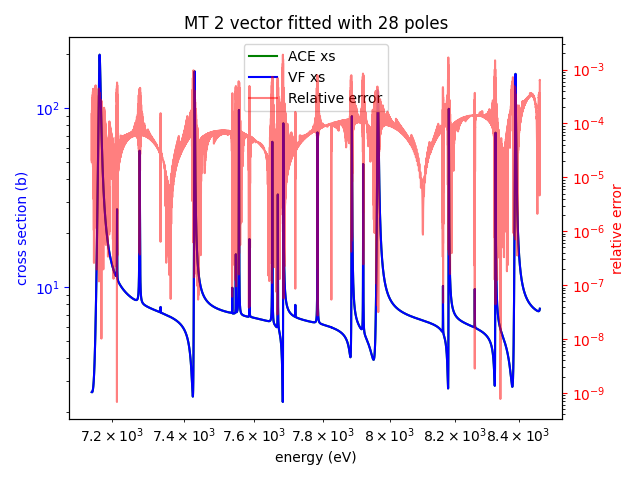 MT 2 vector fitted with 28 poles
ACE xs
VF xs
Relative error
cross section (b)
10²
10¹
relative error
10⁻³
10⁻⁴
10⁻⁵
10⁻⁶
10⁻⁷
10⁻⁸
10⁻⁹
7.2 × 10³ 7.4 × 10³ 7.6 × 10³ 7.8 × 10³ 8 × 10³ 8.2 × 10³ 8.4 × 10³
energy (eV)